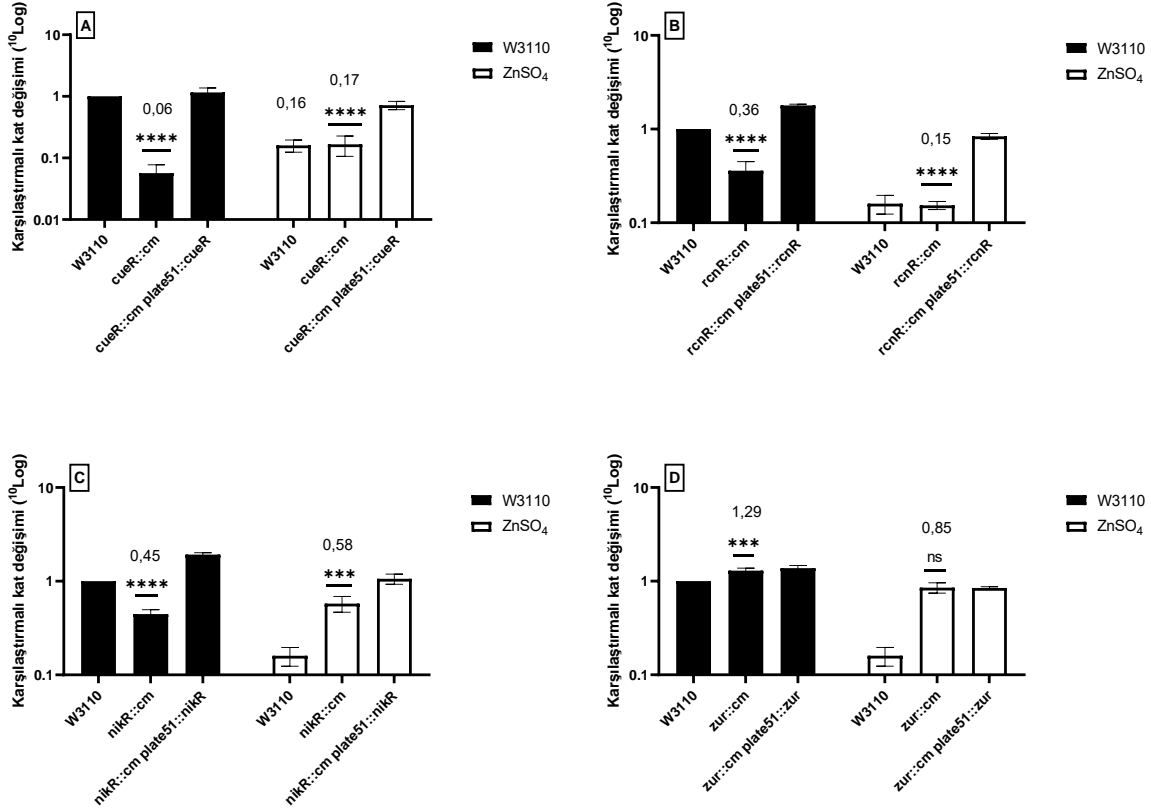 A
Karşılaştırmalı kat değişimi (¹⁰Log)
10
1
0.1
0.01
0,06
****
0,16
0,17
****
W3110
cueR::cm
cueR::cm plate51::cueR
W3110
cueR::cm
cueR::cm plate51::cueR
W3110
ZnSO₄
B
Karşılaştırmalı kat değişimi (¹⁰Log)
10
1
0.1
0,36
****
0,15
****
W3110
rcnR::cm
rcnR::cm plate51::rcnR
W3110
rcnR::cm
rcnR::cm plate51::rcnR
W3110
ZnSO₄
C
Karşılaştırmalı kat değişimi (¹⁰Log)
10
1
0.1
0,45
****
0,58
***
W3110
nikR::cm
nikR::cm plate51::nikR
W3110
nikR::cm
nikR::cm plate51::nikR
W3110
ZnSO₄
D
Karşılaştırmalı kat değişimi (¹⁰Log)
10
1
0.1
1,29
***
0,85
ns
W3110
zur::cm
zur::cm plate51::zur
W3110
zur::cm
zur::cm plate51::zur
W3110
ZnSO₄